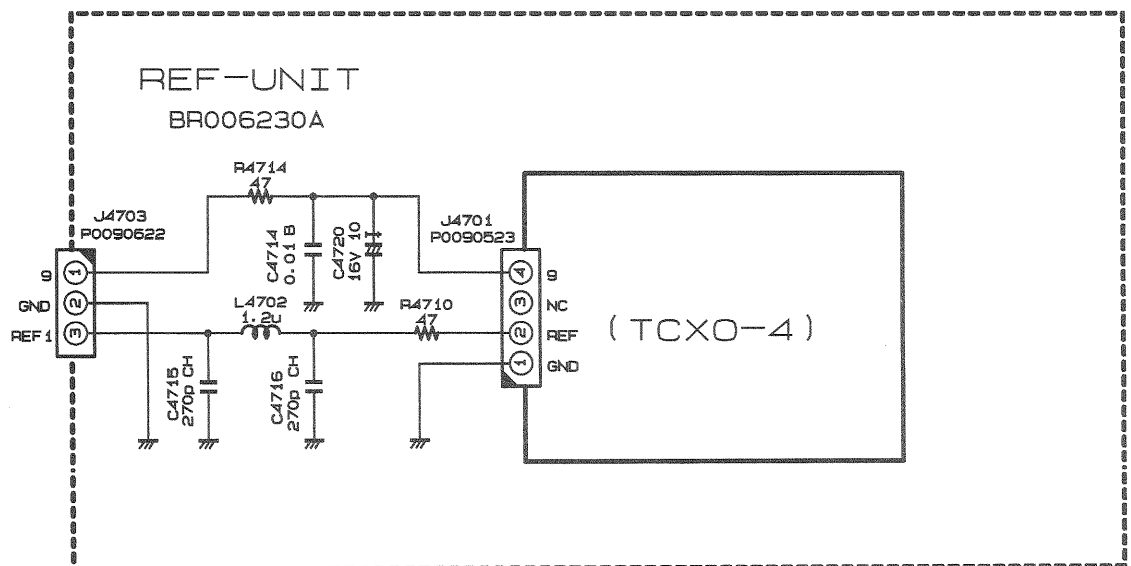 REF-UNIT
BR006230A
R4714
47
J4703
P0090622
C4714
0.01 B
C4720
16V 10
J4701
P0090523
9
1
GND
2
REF1
3
L4702
1.2u
R4710
47
4
9
3
NC
2
REF
1
GND
(TCXO-4)
C4715
270p CH
C4716
270p CH